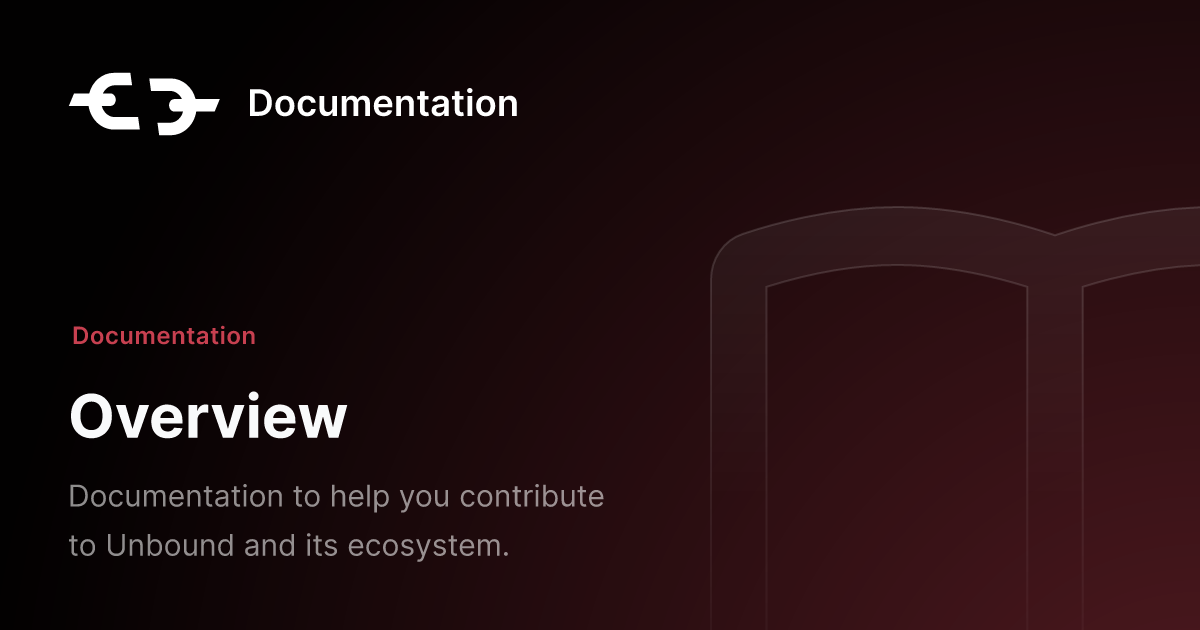 Documentation
Documentation
Overview
Documentation to help you contribute
to Unbound and its ecosystem.